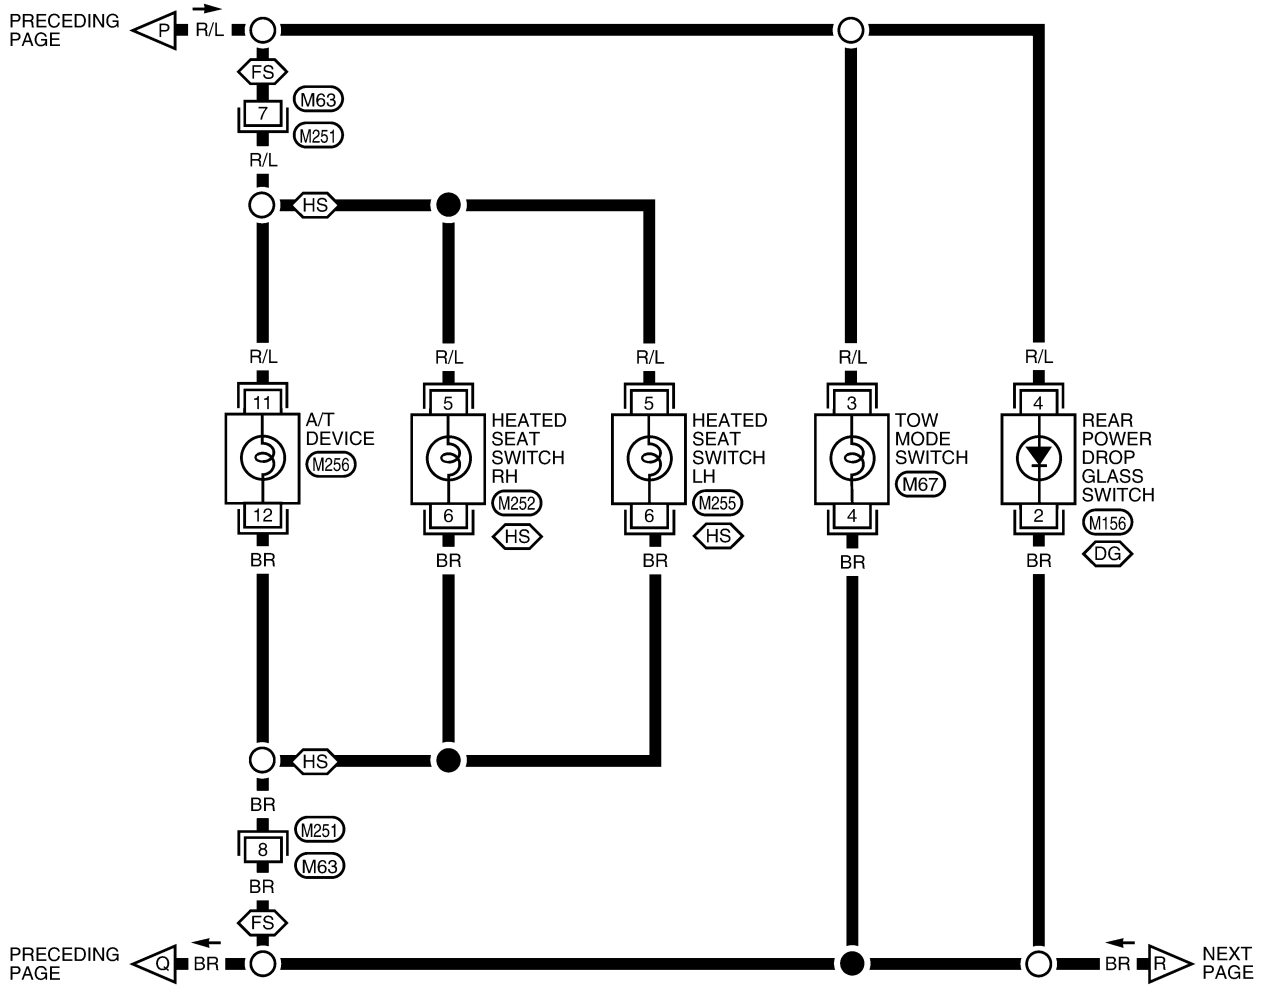 PRECEDING
PAGE
P
R/L
FS
7
M63
M251
R/L
HS
R/L
R/L
R/L
R/L
R/L
11
A/T
DEVICE
M256
12
5
HEATED
SEAT
SWITCH
RH
M252
HS
6
5
HEATED
SEAT
SWITCH
LH
M255
HS
6
3
TOW
MODE
SWITCH
M67
4
4
REAR
POWER
DROP
GLASS
SWITCH
M156
DG
2
BR
BR
BR
BR
BR
HS
BR
M251
8
M63
BR
FS
PRECEDING
PAGE
Q
BR
BR
R
NEXT
PAGE